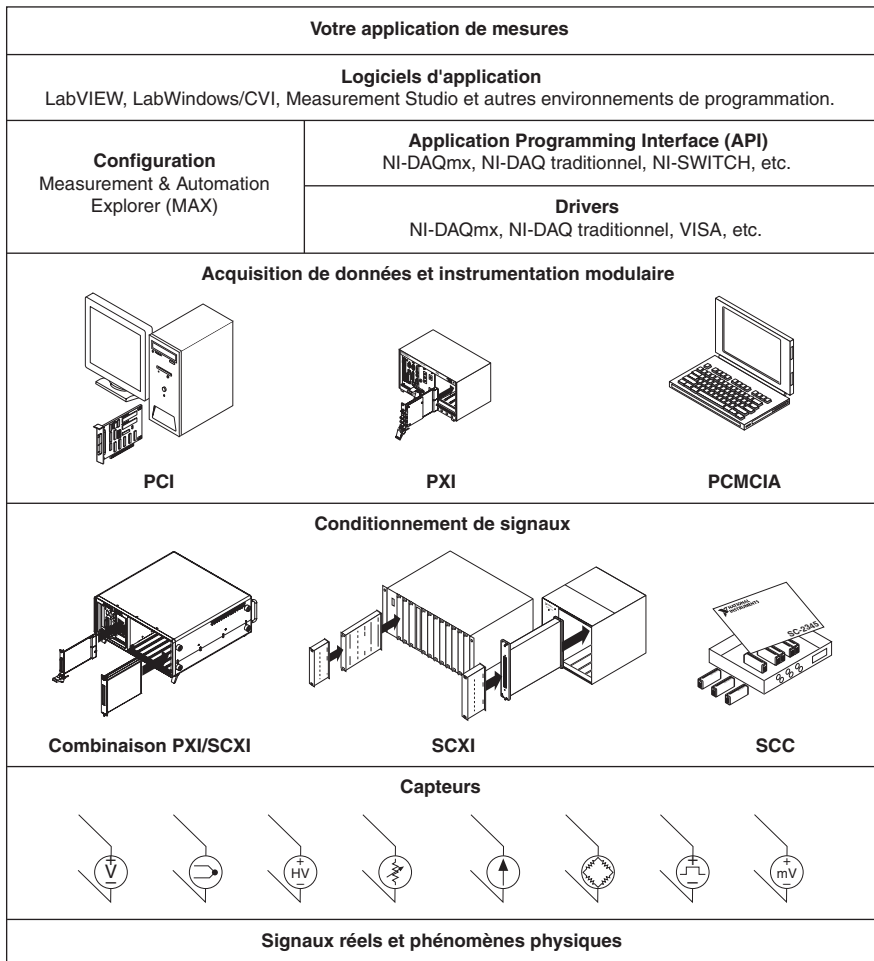 Votre application de mesures
Logiciels d'application
LabVIEW, LabWindows/CVI, Measurement Studio et autres environnements de programmation.
Configuration
Measurement & Automation
Explorer (MAX)
Application Programming Interface (API)
NI-DAQmx, NI-DAQ traditionnel, NI-SWITCH, etc.
Drivers
NI-DAQmx, NI-DAQ traditionnel, VISA, etc.
Acquisition de données et instrumentation modulaire
PCI
PXI
PCMCIA
Conditionnement de signaux
NATIONAL
INSTRUMENTS
SC-2345
Combinaison PXI/SCXI
SCXI
SCC
Capteurs
+
V
–
+
HV
–
+
–
+
mV
–
Signaux réels et phénomènes physiques